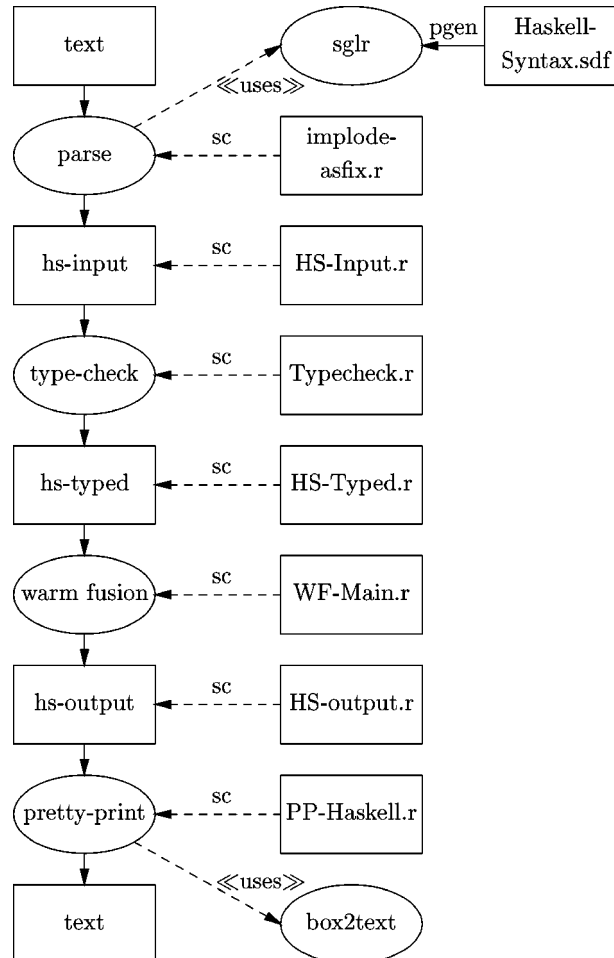 text
sglr
pgen
Haskell-
Syntax.sdf
≪uses≫
parse
sc
implode-
asfix.r
hs-input
sc
HS-Input.r
type-check
sc
Typecheck.r
hs-typed
sc
HS-Typed.r
warm fusion
sc
WF-Main.r
hs-output
sc
HS-output.r
pretty-print
sc
PP-Haskell.r
≪uses≫
text
box2text